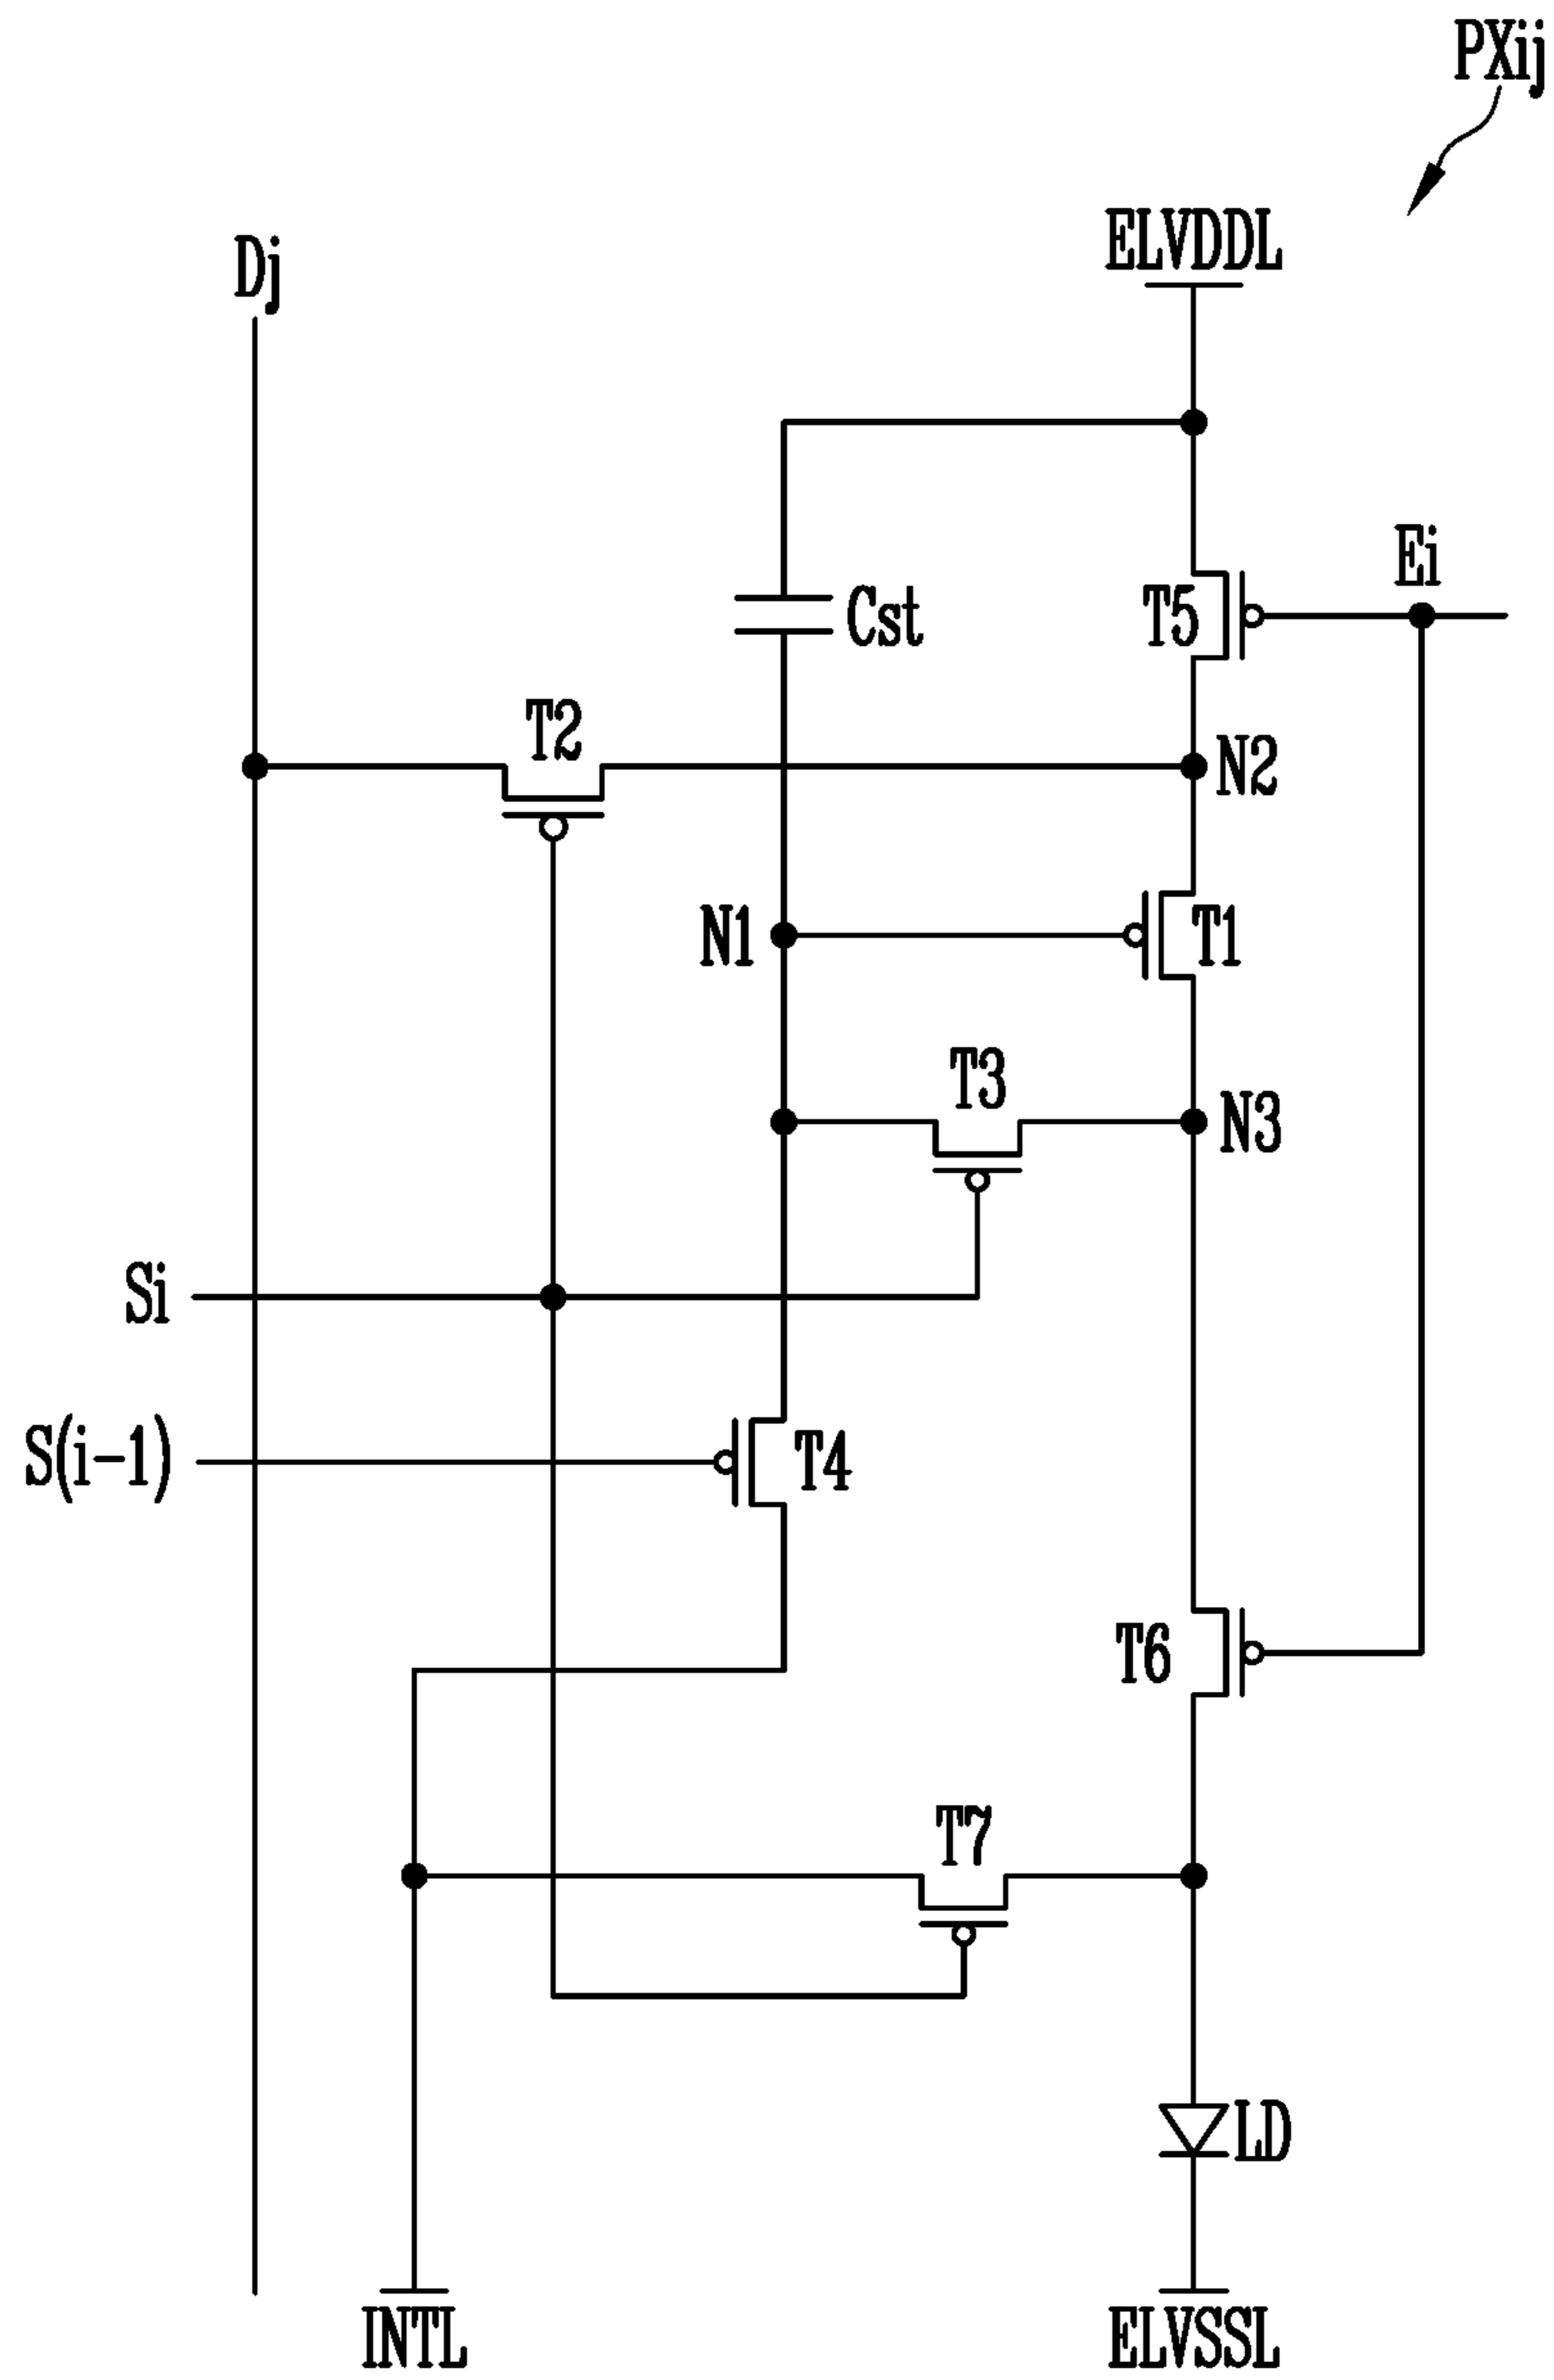 PXij
ELVDDL
Dj
Ei
Cst
T5
T2
N2
N1
T1
T3
N3
Si
S(i-1)
T4
T6
T7
LD
INTL
ELVSSL